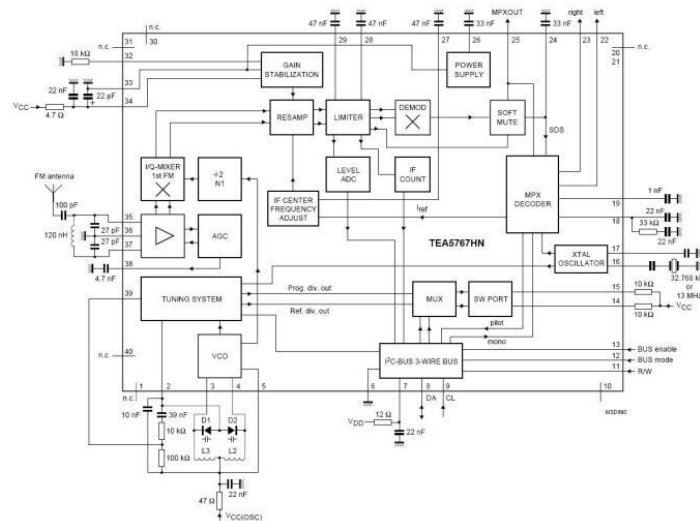 47 nF 47 nF 47 nF 33 nF MPXOUT 33 nF right left
n.c. n.c.
31 30 29 28 27 26 25 24 23 22
18 kΩ 32 20
21
33
22 nF 22 µF
34
VCC
4.7 Ω
GAIN
STABILIZATION
POWER
SUPPLY
RESAMP
LIMITER
DEMOD
SOFT
MUTE
SDS
I/Q-MIXER
1st FM
÷2
N1
LEVEL
ADC
IF
COUNT
MPX
DECODER
FM antenna
100 pF
35
27 pF 36
120 nH 27 pF 37
AGC
IF CENTER
FREQUENCY
ADJUST
Iref
TEA5767HN
19 1 nF
18 22 nF
33 kΩ
22 nF
38
4.7 nF
XTAL
OSCILLATOR
17
16
32.768 k
or
13 MHz
39
TUNING SYSTEM
Prog. div. out
Ref. div. out
MUX
SW PORT
15 10 kΩ
14 VCC
10 kΩ
pilot
mono
n.c. 40
VCO
I²C-BUS 3-WIRE BUS
13 BUS enable
12 BUS mode
11 R/W
1 2 3 4 5 6 7 8 9 10
n.c. DA CL n.c.
10 nF 39 nF
D1 D2
10 kΩ
L3 L2
100 kΩ
VDD 12 Ω
22 nF
22 nF
47 Ω
VCC(OSC)